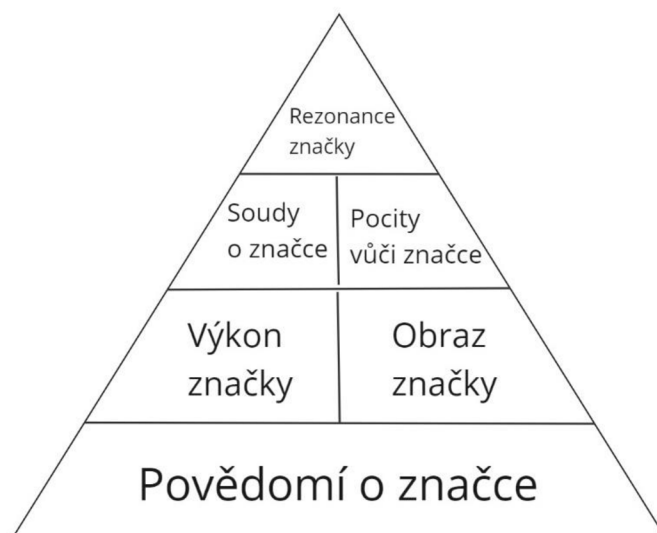 Rezonance
značky
Soudy
o značce
Pocity
vůči značce
Výkon
značky
Obraz
značky
Povědomí o značce